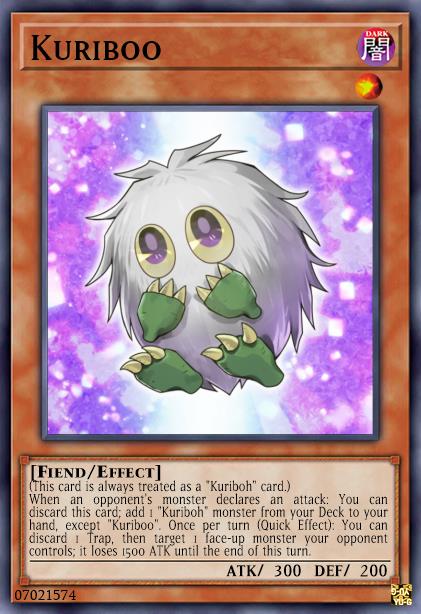 Kuriboo
DARK
闇
[Fiend/Effect]
(This card is always treated as a "Kuriboh" card.)
When an opponent's monster declares an attack: You can
discard this card; add 1 "Kuriboh" monster from your Deck to your
hand, except "Kuriboo". Once per turn (Quick Effect): You can
discard 1 Trap, then target 1 face-up monster your opponent
controls; it loses 1500 ATK until the end of this turn.
ATK/ 300 DEF/ 200
07021574